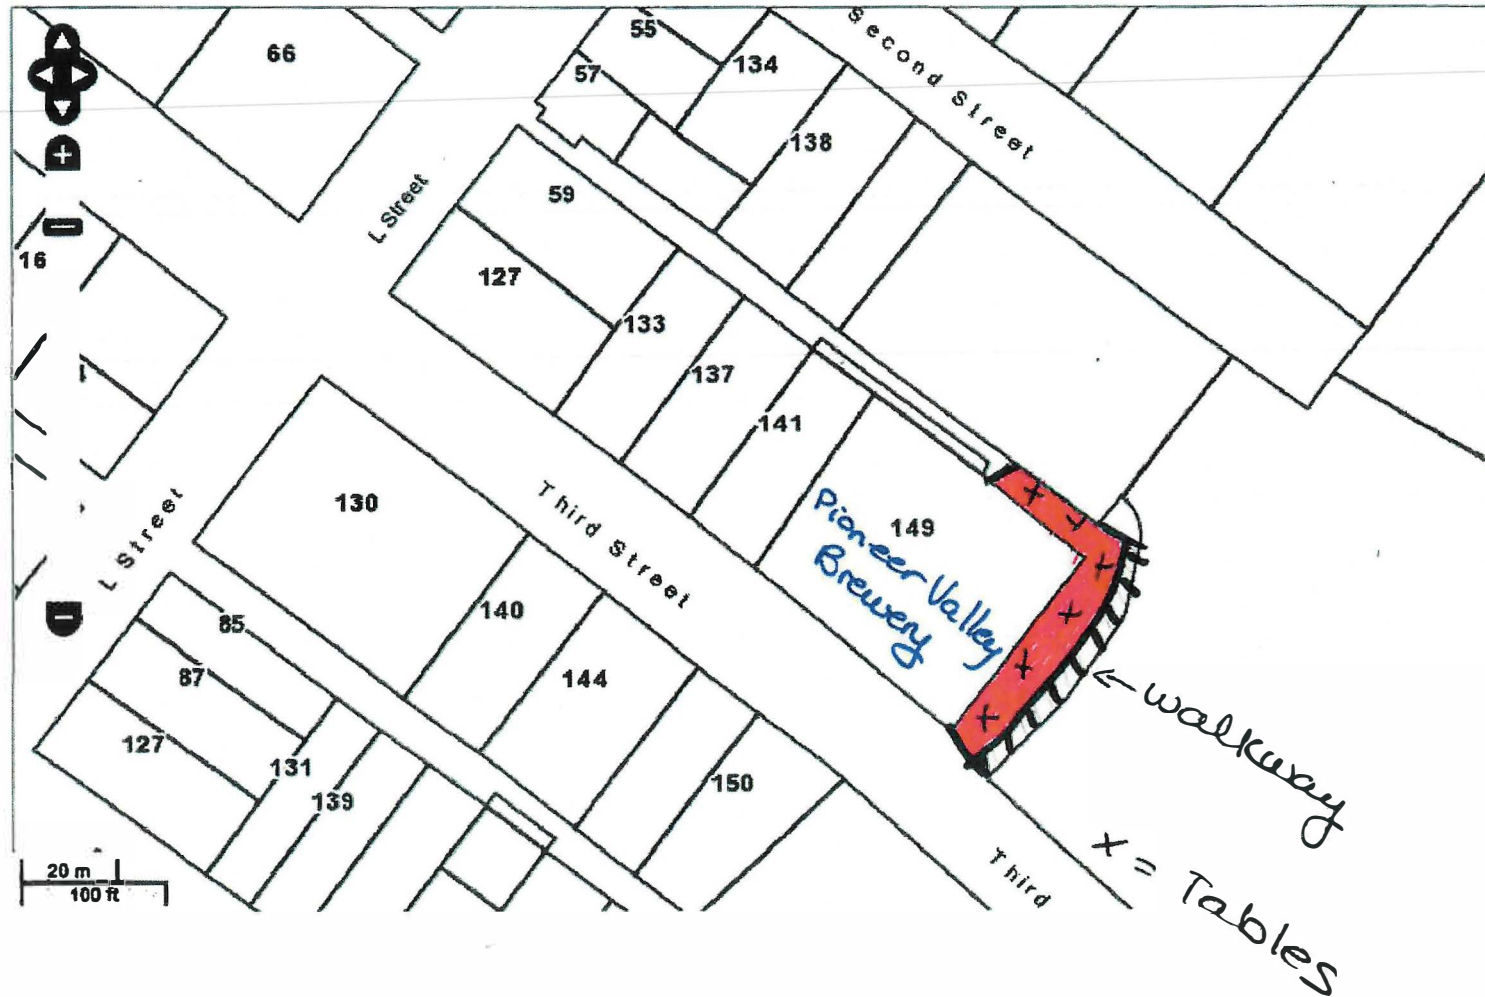 66
55
57
134
Second Street
138
L Street
59
16
127
133
137
141
130
Third Street
149
Pioneer Valley
Brewery
L Street
140
85
87
144
127
131
139
150
← walkway
20 m
100 ft
Third
X = Tables